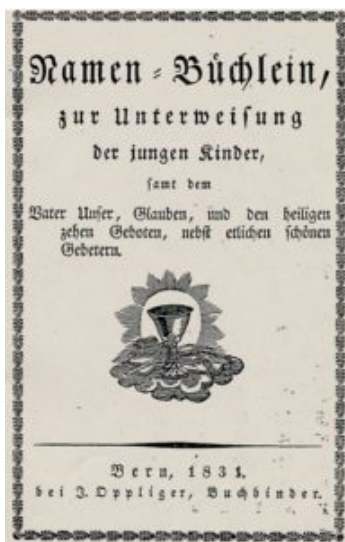 Namen-Büchlein,
zur Unterweisung
der jungen Kinder,
samt dem
Vater Unser, Glauben, und den heiligen
zehen Geboten, nebst etlichen schönen
Gebetern.
Bern, 1831.
bei J. Oppliger, Buchbinder.